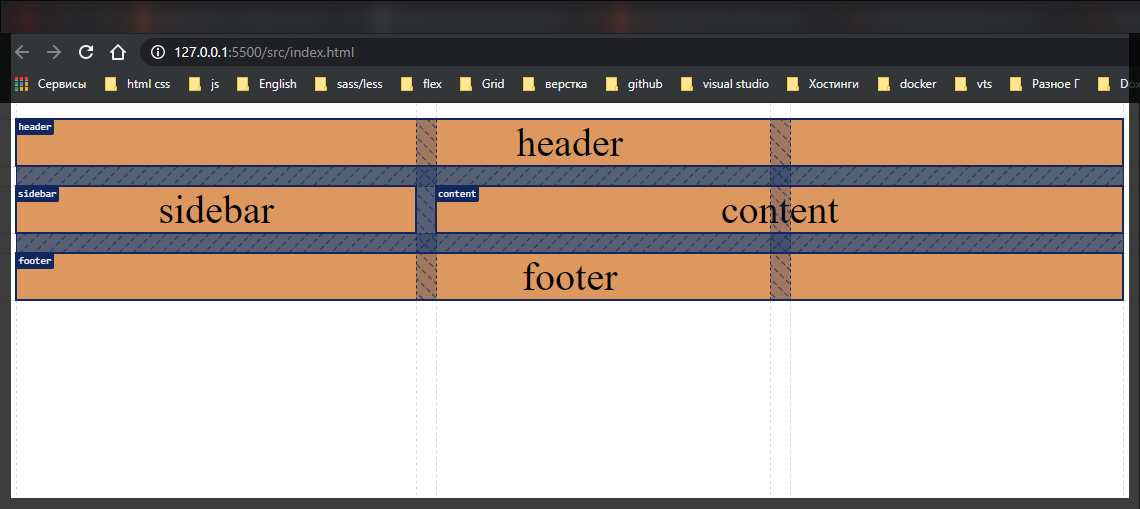 127.0.0.1:5500/src/index.html
Сервисы html css js English sass/less flex Grid верстка github visual studio Хостинги docker vts Разное Г
header
header
sidebar content
sidebar content
footer
footer